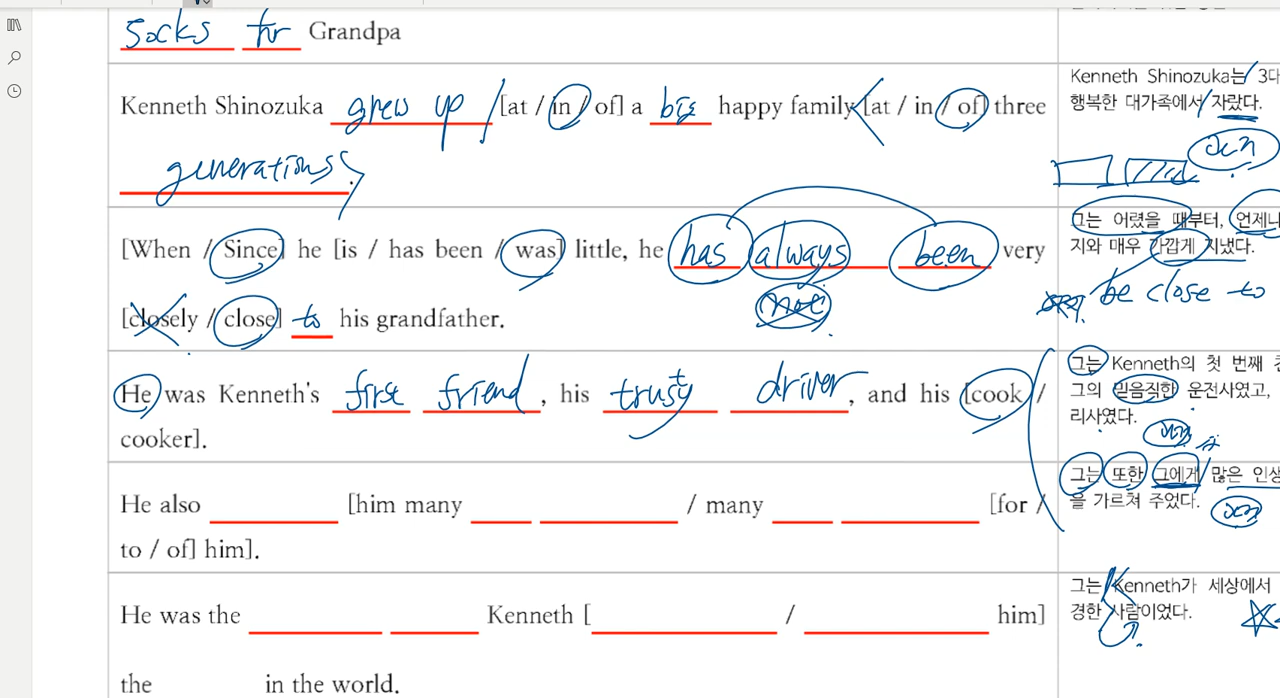 socks for Grandpa
Kenneth Shinozuka grew up [at / in / of] a big happy family [at / in / of] three
generations.
[When / Since] he [is / has been / was] little, he has always been very
not
[closely / close] to his grandfather.
He was Kenneth's first friend, his trusty driver, and his [cook /
cooker].
He also [him many / many [for /
to / of] him].
He was the Kenneth [ / him]
the in the world.
Kenneth Shinozuka는 3대
행복한 대가족에서 자랐다.
그는 어렸을 때부터, 언제나
지와 매우 가깝게 지냈다.
be close to
그는 Kenneth의 첫 번째
그의 믿음직한 운전사였고,
리사였다.
그는 또한 그에게 많은 인생
을 가르쳐 주었다.
그는 Kenneth가 세상에서
경한 사람이었다.